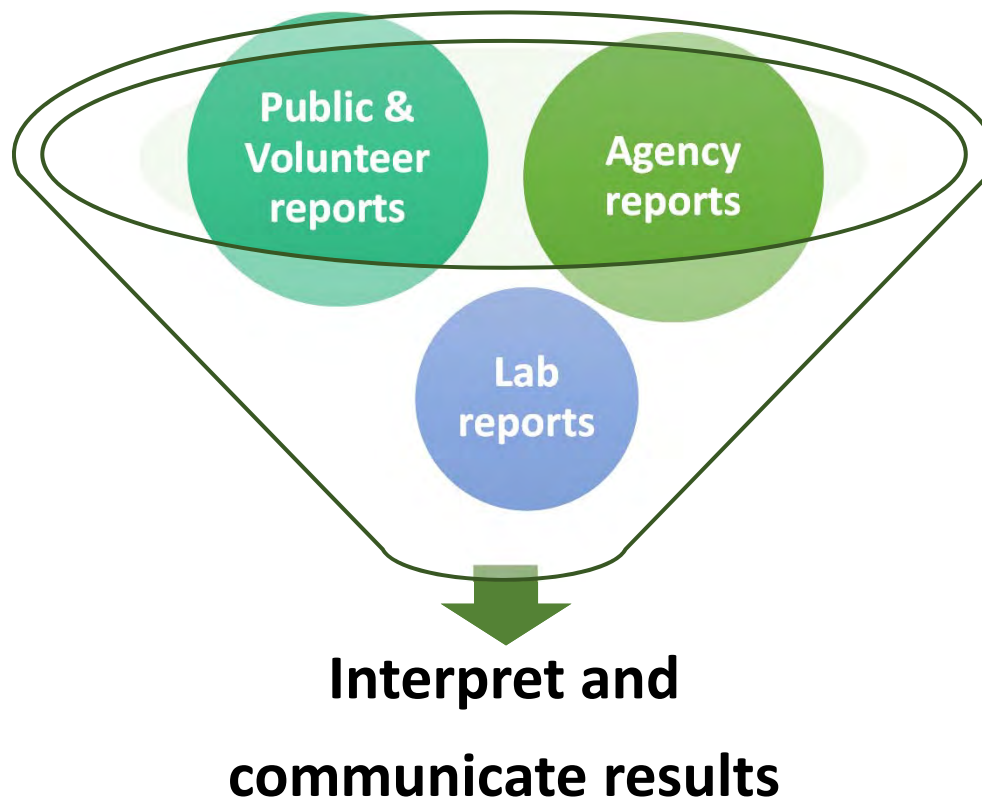 Public &
Volunteer
reports
Agency
reports
Lab
reports
Interpret and
communicate results